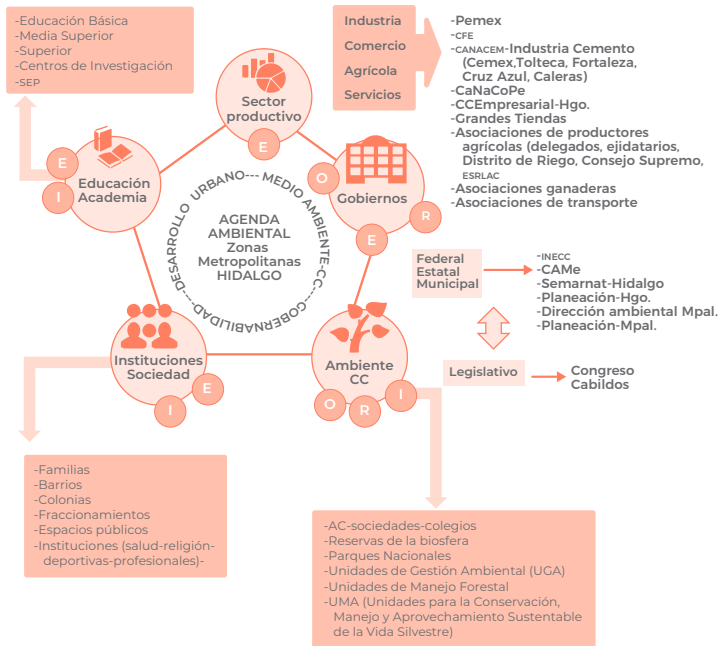 -Educación Básica
-Media Superior
-Superior
-Centros de Investigación
-SEP
Industria
Comercio
Agrícola
Servicios
-Pemex
-CFE
-CANACEM-Industria Cemento
(Cemex,Tolteca, Fortaleza,
Cruz Azul, Caleras)
-CaNaCoPe
-CCEmpresarial-Hgo.
-Grandes Tiendas
-Asociaciones de productores
agrícolas (delegados, ejidatarios,
Distrito de Riego, Consejo Supremo,
ESRLAC
-Asociaciones ganaderas
-Asociaciones de transporte
Sector
productivo
E
E
I
Educación
Academia
O
Gobiernos
R
E
DESARROLLO URBANO--- MEDIO AMBIENTE-CC---GOBERNABILIDAD----
AGENDA
AMBIENTAL
Zonas
Metropolitanas
HIDALGO
Federal
Estatal
Municipal
-INECC
-CAMe
-Semarnat-Hidalgo
-Planeación-Hgo.
-Dirección ambiental Mpal.
-Planeación-Mpal.
Legislativo
Congreso
Cabildos
Instituciones
Sociedad
E
I
Ambiente
CC
O
R
I
-Familias
-Barrios
-Colonias
-Fraccionamientos
-Espacios públicos
-Instituciones (salud-religión-
deportivas-profesionales)-
-AC-sociedades-colegios
-Reservas de la biosfera
-Parques Nacionales
-Unidades de Gestión Ambiental (UGA)
-Unidades de Manejo Forestal
-UMA (Unidades para la Conservación,
Manejo y Aprovechamiento Sustentable
de la Vida Silvestre)